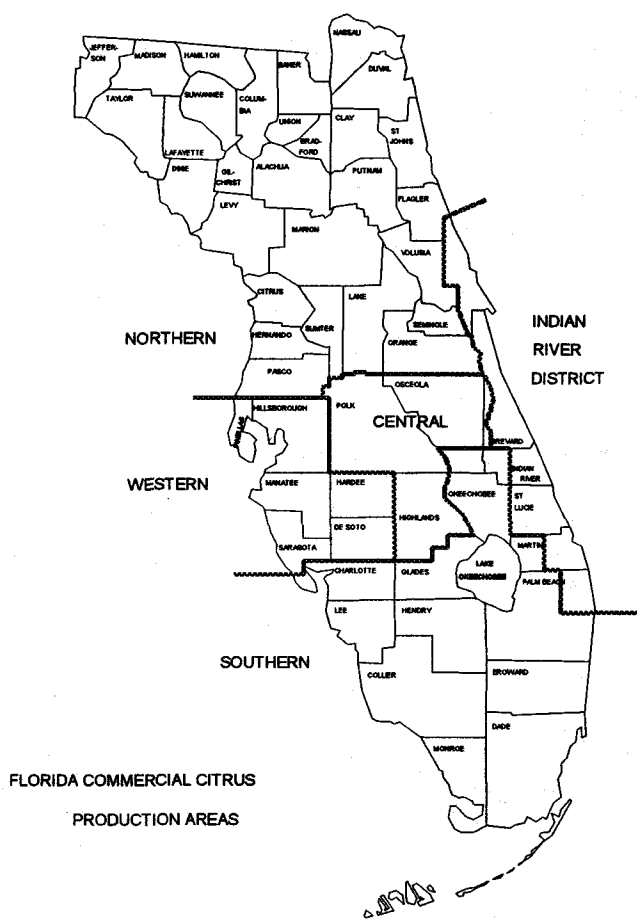 NASSAU
JEFFER-
SON
MADISON
HAMILTON
BAKER
DUVAL
TAYLOR
SUWANNEE
COLUM-
BIA
UNION
BRAD-
FORD
CLAY
ST
JOHNS
LAFAYETTE
DIXIE
GIL-
CHRIST
ALACHUA
PUTNAM
FLAGLER
LEVY
MARION
VOLUSIA
CITRUS
LAKE
SUMTER
SEMINOLE
NORTHERN
HERNANDO
ORANGE
INDIAN
RIVER
DISTRICT
PASCO
OSCEOLA
HILLSBOROUGH
POLK
CENTRAL
PINELLAS
BREVARD
WESTERN
MANATEE
HARDEE
OKEECHOBEE
INDIAN
RIVER
ST
LUCIE
HIGHLANDS
DE SOTO
SARASOTA
MARTIN
CHARLOTTE
GLADES
LAKE
OKEECHOBEE
PALM BEACH
LEE
HENDRY
SOUTHERN
COLLIER
BROWARD
DADE
MONROE
FLORIDA COMMERCIAL CITRUS
PRODUCTION AREAS